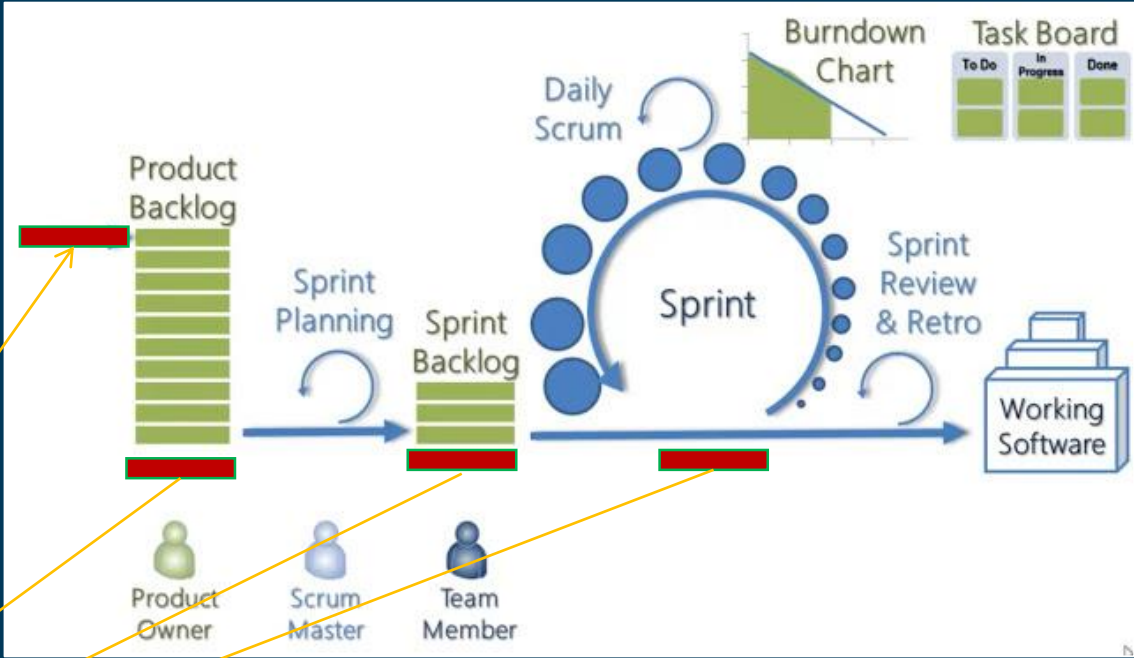 Burndown
Chart
Task Board
To Do
In
Progress
Done
Daily
Scrum
Product
Backlog
Sprint
Planning
Sprint
Backlog
Sprint
Sprint
Review
& Retro
Working
Software
Product
Owner
Scrum
Master
Team
Member